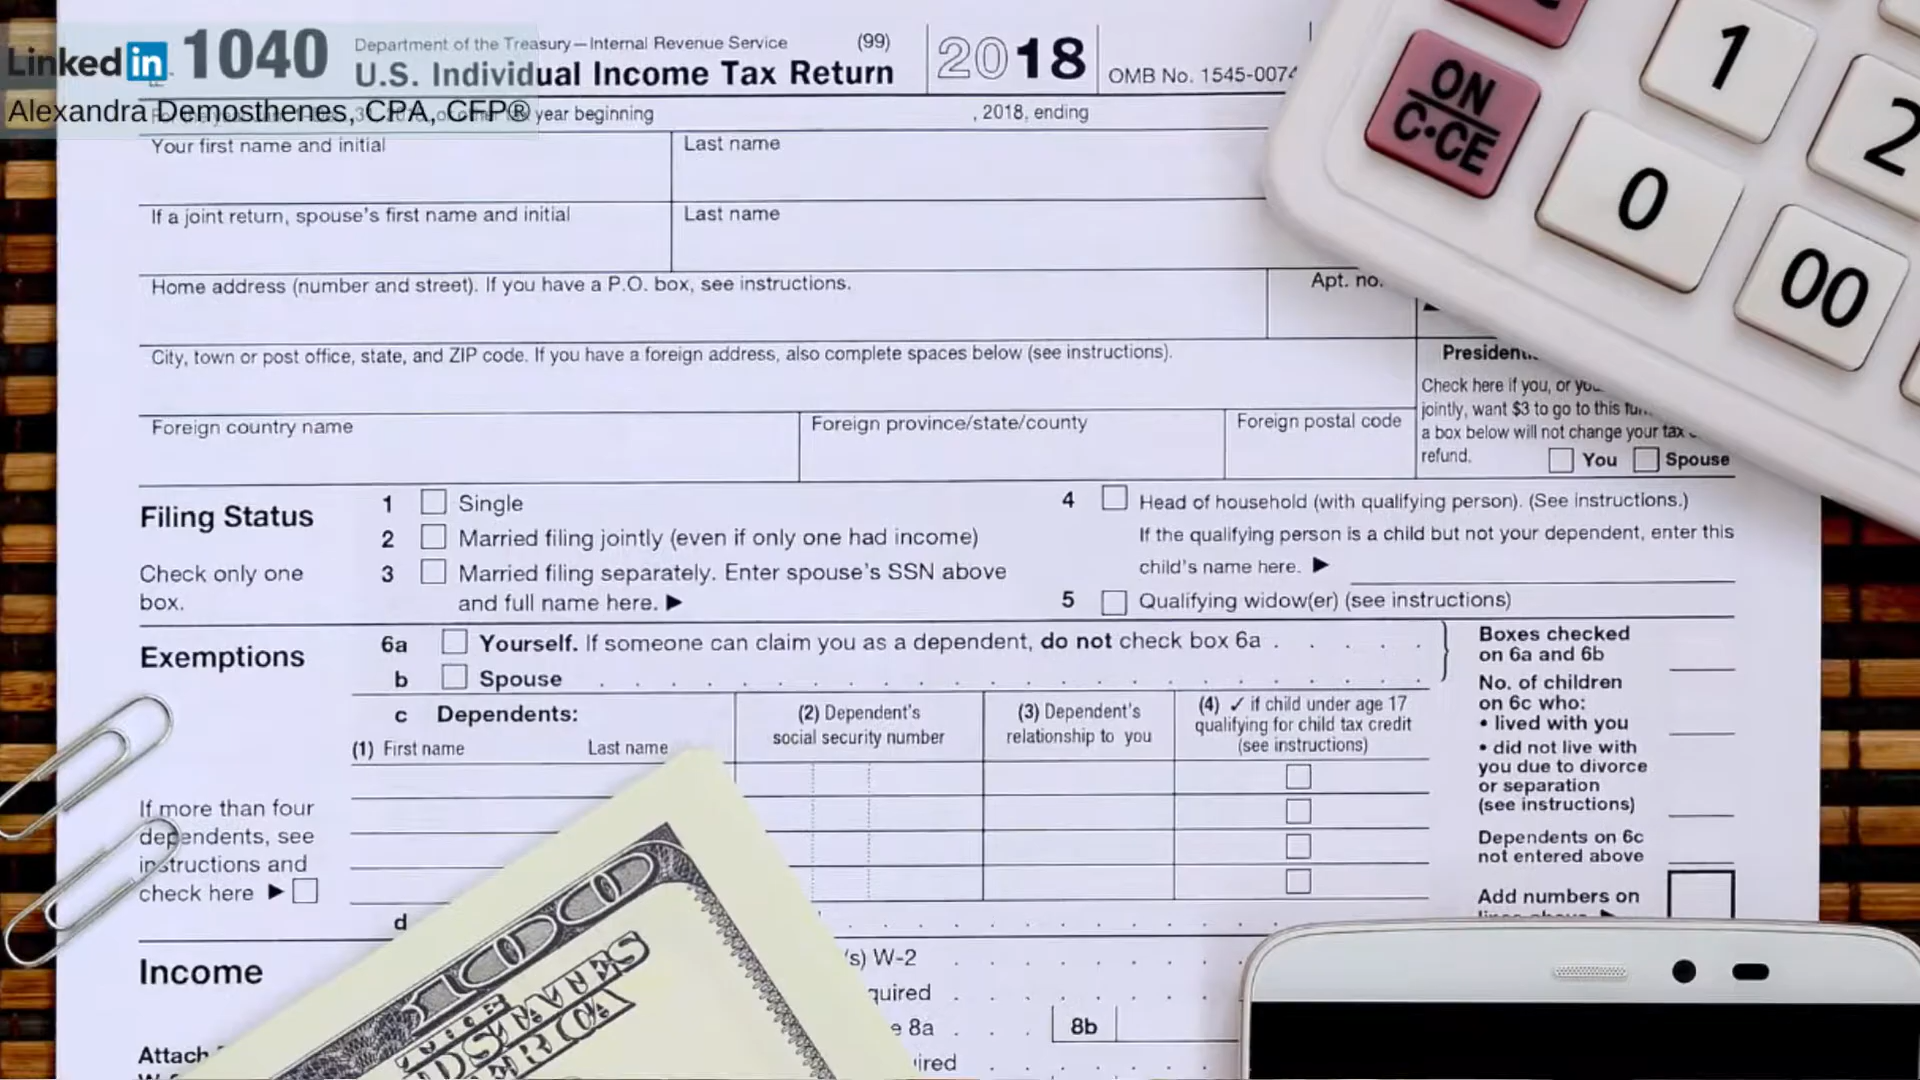 LinkedIn
Alexandra Demosthenes, CPA, CFP®
1040 Department of the Treasury—Internal Revenue Service (99)
U.S. Individual Income Tax Return
2018
OMB No. 1545-0074
year beginning , 2018, ending
Your first name and initial Last name
If a joint return, spouse's first name and initial Last name
Home address (number and street). If you have a P.O. box, see instructions. Apt. no.
City, town or post office, state, and ZIP code. If you have a foreign address, also complete spaces below (see instructions).
Foreign country name Foreign province/state/county Foreign postal code
Check here if you, or
jointly, want $3 to go to this
a box below will not change your tax
refund. You Spouse
Filing Status
Check only one
box.
1 Single
2 Married filing jointly (even if only one had income)
3 Married filing separately. Enter spouse's SSN above
and full name here. ▶
4 Head of household (with qualifying person). (See instructions.)
If the qualifying person is a child but not your dependent, enter this
child's name here. ▶
5 Qualifying widow(er) (see instructions)
Exemptions
6a Yourself. If someone can claim you as a dependent, do not check box 6a . . . . .
b Spouse
c Dependents:
(1) First name Last name
(2) Dependent's
social security number
(3) Dependent's
relationship to you
(4) ✓ if child under age 17
qualifying for child tax credit
(see instructions)
If more than four
dependents, see
instructions and
check here ▶
d
Boxes checked
on 6a and 6b
No. of children
on 6c who:
• lived with you
• did not live with
you due to divorce
or separation
(see instructions)
Dependents on 6c
not entered above
Add numbers on
Income
Attach
(s) W-2
quired
e 8a
8b
ired
100
ON
C·CE
0
00
1
2